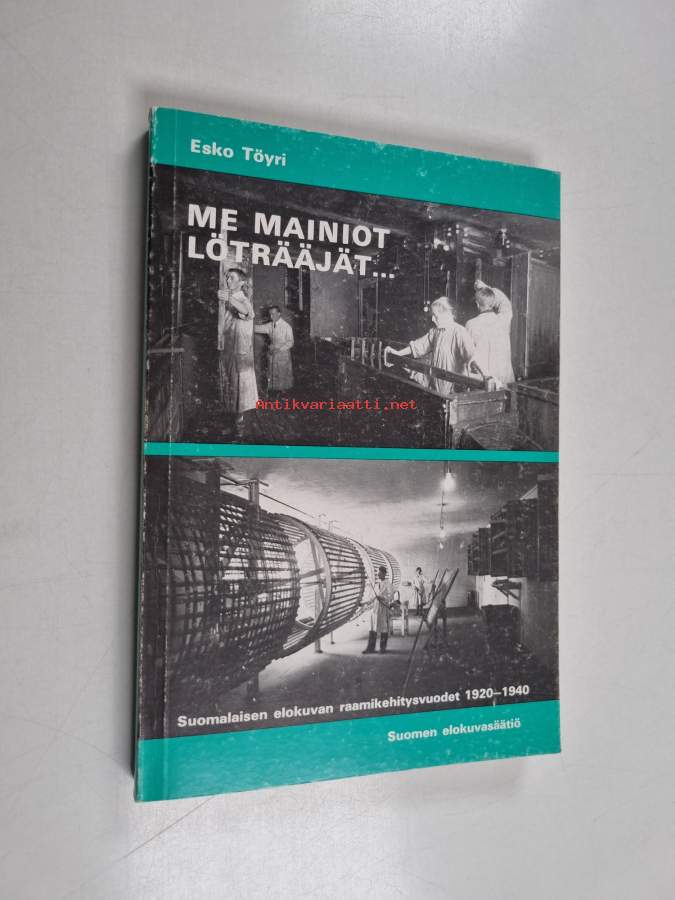 Esko Töyri
ME MAINIOT
LÖTRÄÄJÄT...
Antikvariaatti.net
Suomalaisen elokuvan raamikehitysvuodet 1920–1940
Suomen elokuvasäätiö